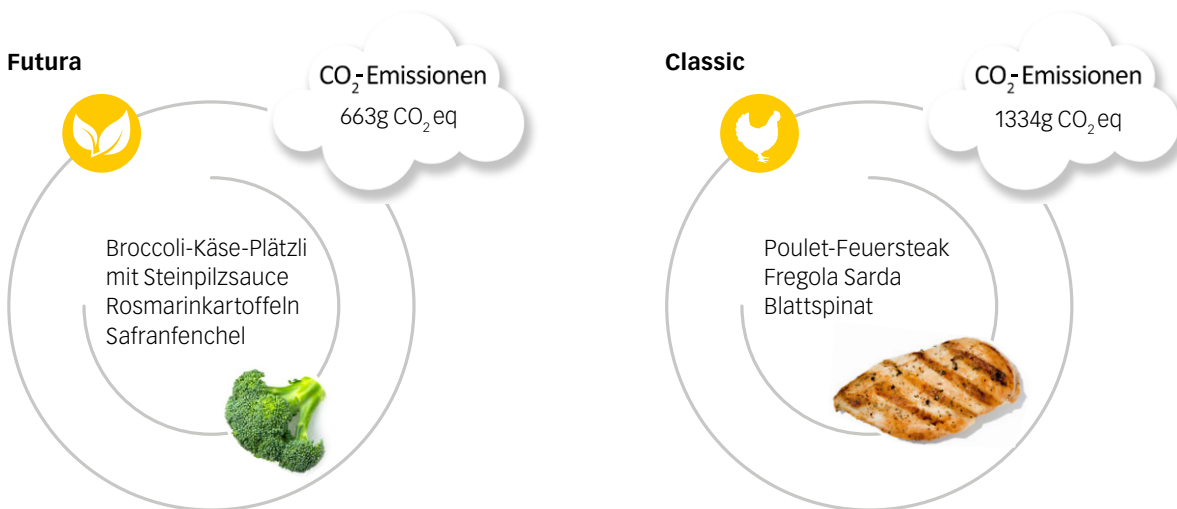 Futura
CO₂-Emissionen
663g CO₂ eq
Broccoli-Käse-Plätzli
mit Steinpilzsauce
Rosmarinkartoffeln
Safranfenchel
Classic
CO₂-Emissionen
1334g CO₂ eq
Poulet-Feuersteak
Fregola Sarda
Blattspinat